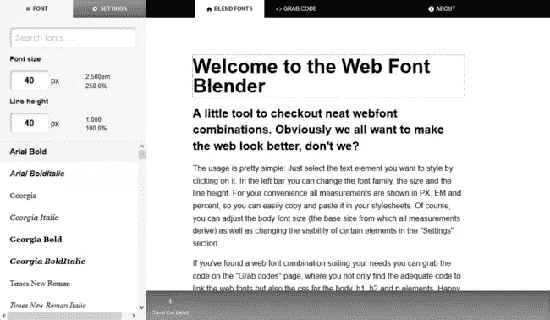 FONT
SETTINGS
BLEND FONTS
<> GRAB CODE
ABOUT
Search fonts ...
Font size
40 px
2.500em
250.0%
Line height
40 px
1.000
100.0%
Arial Bold
Arial BoldItalic
Georgia
Georgia Italic
Georgia Bold
Georgia BoldItalic
Times New Roman
Times New Roman Italic
Welcome to the Web Font
Blender
A little tool to checkout neat webfont
combinations. Obviously we all want to make
the web look better, don't we?
The usage is pretty simple: Just select the text element you want to style by
clicking on it. In the left bar you can change the font family, the size and the
line height. For your convenience all measurements are shown in PX, EM and
percent, so you can easily copy and paste it in your stylesheets. Of course,
you can adjust the body font size (the base size from which all measurements
derive) as well as changing the visibility of certain elements in the "Settings"
section.
If you've found a web font combination suiting your needs you can grab the
code on the "Grab codes" page, where you not only find the adequate code to
link the web fonts but also the css for the body, h1, h2 and p elements. Happy